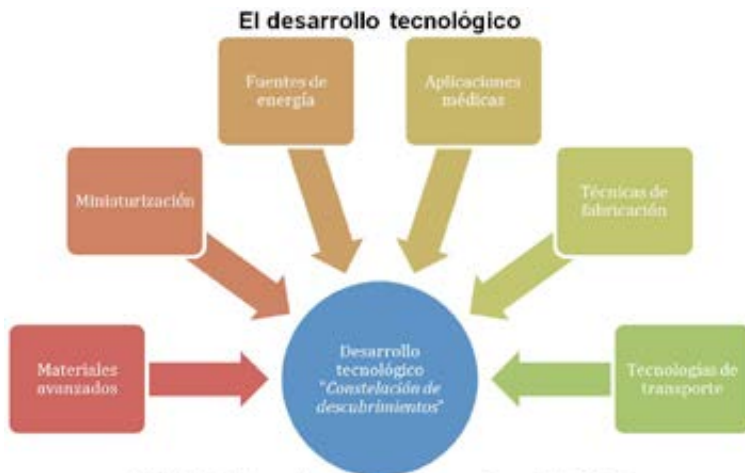 El desarrollo tecnológico
Fuentes de
energía
Aplicaciones
médicas
Miniaturización
Técnicas de
fabricación
Materiales
avanzados
Desarrollo
tecnológico
"Constelación de
descubrimientos"
Tecnologías de
transporte